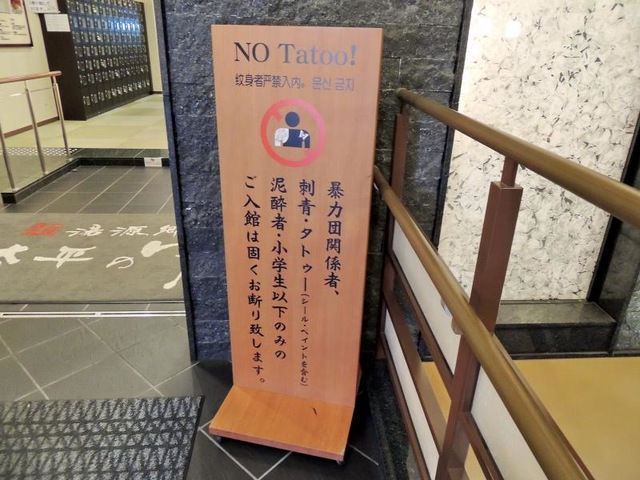 NO Tatoo!
纹身者严禁入内。 문신 금지
暴力団関係者、
刺青・タトゥー(シール・ペイントを含む)
泥酔者・小学生以下のみの
ご入館は固くお断り致します。